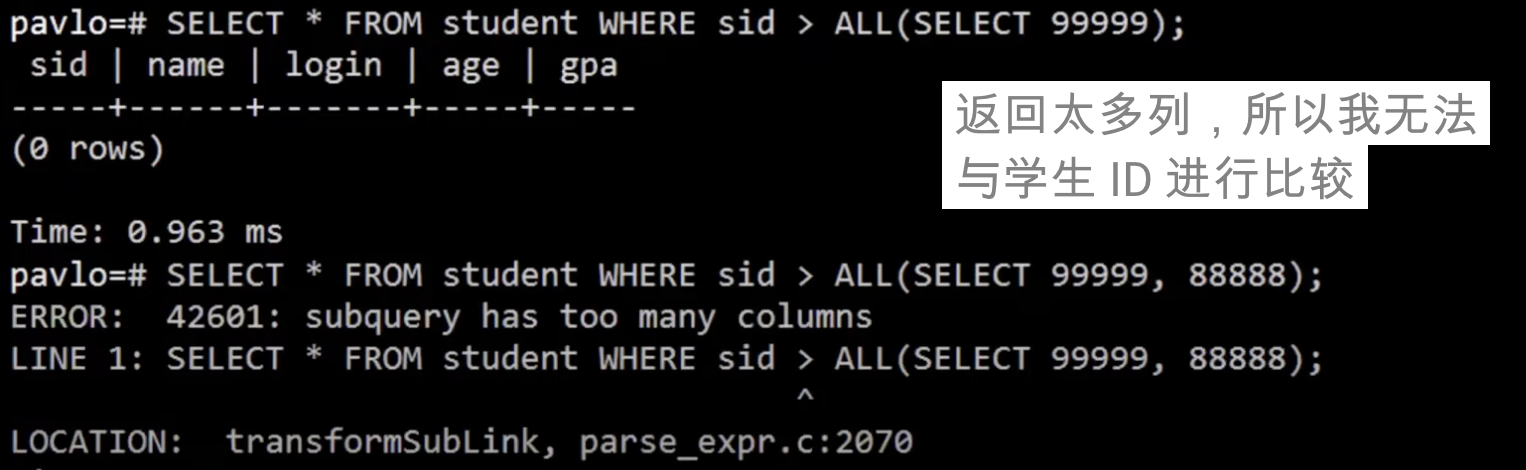 pavlo=# SELECT * FROM student WHERE sid > ALL(SELECT 99999);
 sid | name | login | age | gpa
-----+------+-------+-----+-----
(0 rows)
返回太多列，所以我无法
与学生 ID 进行比较
Time: 0.963 ms
pavlo=# SELECT * FROM student WHERE sid > ALL(SELECT 99999, 88888);
ERROR:  42601: subquery has too many columns
LINE 1: SELECT * FROM student WHERE sid > ALL(SELECT 99999, 88888);
^
LOCATION:  transformSubLink, parse_expr.c:2070